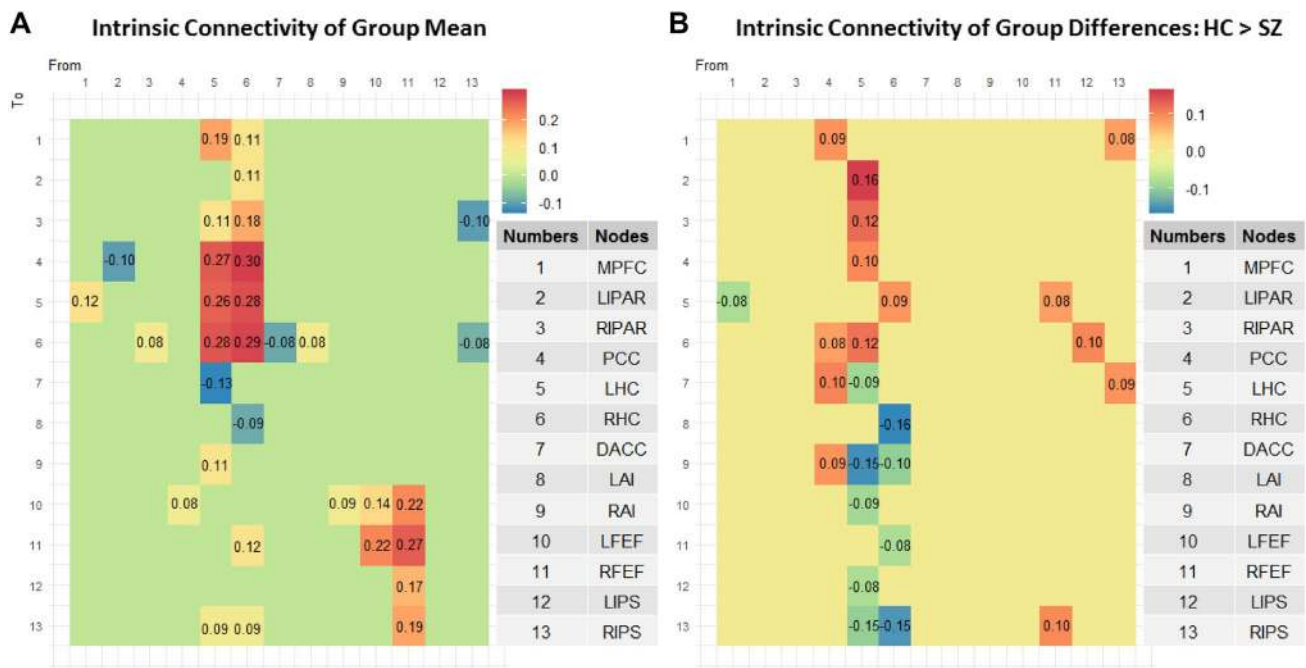 A Intrinsic Connectivity of Group Mean
From
1 2 3 4 5 6 7 8 9 10 11 12 13
To
1 0.19 0.11
2 0.11
3 0.11 0.18 -0.10
4 -0.10 0.27 0.30
5 0.12 0.26 0.28
6 0.08 0.28 0.29 -0.08 0.08 -0.08
7 -0.13
8 -0.09
9 0.11
10 0.08 0.09 0.14 0.22
11 0.12 0.22 0.27
12 0.17
13 0.09 0.09 0.19
0.2
0.1
0.0
-0.1
Numbers Nodes
1 MPFC
2 LIPAR
3 RIPAR
4 PCC
5 LHC
6 RHC
7 DACC
8 LAI
9 RAI
10 LFEF
11 RFEF
12 LIPS
13 RIPS
B Intrinsic Connectivity of Group Differences: HC > SZ
From
1 2 3 4 5 6 7 8 9 10 11 12 13
1 0.09 0.08
2 0.16
3 0.12
4 0.10
5 -0.08 0.09 0.08
6 0.08 0.12 0.10
7 0.10 -0.09 0.09
8 -0.16
9 0.09 -0.15 -0.10
10 -0.09
11 -0.08
12 -0.08
13 -0.15 -0.15 0.10
0.1
0.0
-0.1
Numbers Nodes
1 MPFC
2 LIPAR
3 RIPAR
4 PCC
5 LHC
6 RHC
7 DACC
8 LAI
9 RAI
10 LFEF
11 RFEF
12 LIPS
13 RIPS